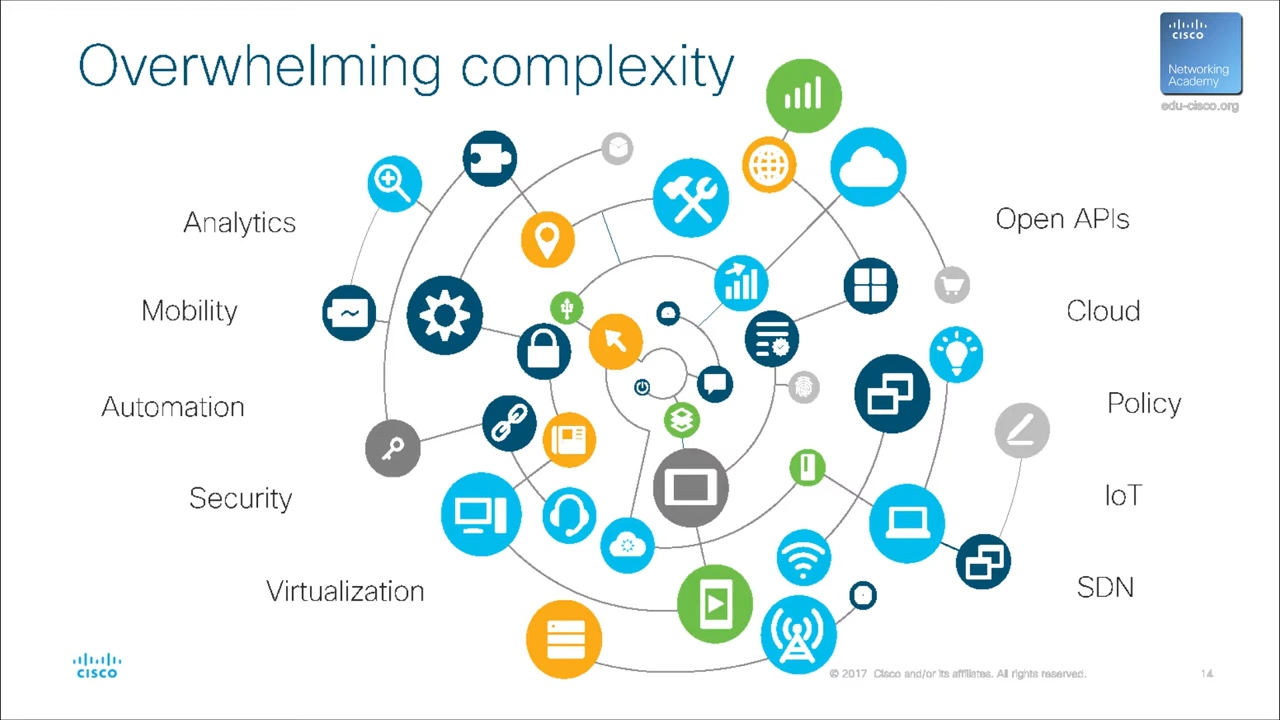 Overwhelming complexity
CISCO
Networking
Academy
edu-cisco.org
Analytics
Mobility
Automation
Security
Virtualization
Open APIs
Cloud
Policy
IoT
SDN
CISCO
© 2017 Cisco and/or its affiliates. All rights reserved.
14